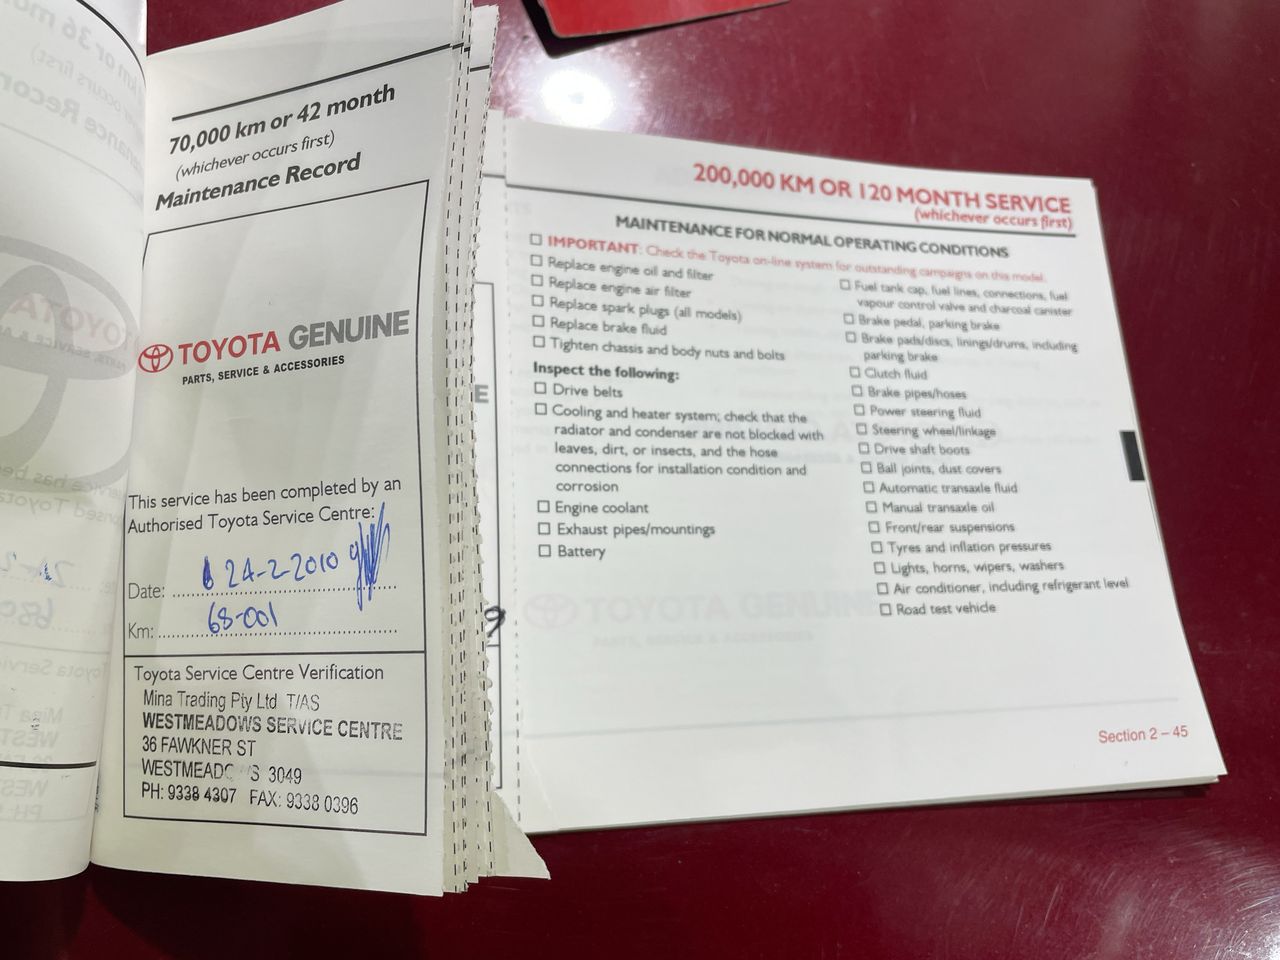 70,000 km or 42 month
(whichever occurs first)
Maintenance Record
TOYOTA GENUINE
PARTS, SERVICE & ACCESSORIES
This service has been completed by an
Authorised Toyota Service Centre:
Date: 24-2-2010
Km: 68-001
Toyota Service Centre Verification
Mina Trading Pty Ltd T/AS
WESTMEADOWS SERVICE CENTRE
36 FAWKNER ST
WESTMEADOWS 3049
PH: 9338 4307 FAX: 9338 0396
E
9
200,000 KM OR 120 MONTH SERVICE
(whichever occurs first)
MAINTENANCE FOR NORMAL OPERATING CONDITIONS
IMPORTANT: Check the Toyota on-line system for outstanding campaigns on this model.
Replace engine oil and filter
Replace engine air filter
Replace spark plugs (all models)
Replace brake fluid
Tighten chassis and body nuts and bolts
Inspect the following:
Drive belts
Cooling and heater system; check that the
radiator and condenser are not blocked with
leaves, dirt, or insects, and the hose
connections for installation condition and
corrosion
Engine coolant
Exhaust pipes/mountings
Battery
Fuel tank cap, fuel lines, connections, fuel
vapour control valve and charcoal canister
Brake pedal, parking brake
Brake pads/discs, linings/drums, including
parking brake
Clutch fluid
Brake pipes/hoses
Power steering fluid
Steering wheel/linkage
Drive shaft boots
Ball joints, dust covers
Automatic transaxle fluid
Manual transaxle oil
Front/rear suspensions
Tyres and inflation pressures
Lights, horns, wipers, washers
Air conditioner, including refrigerant level
Road test vehicle
Section 2 – 45